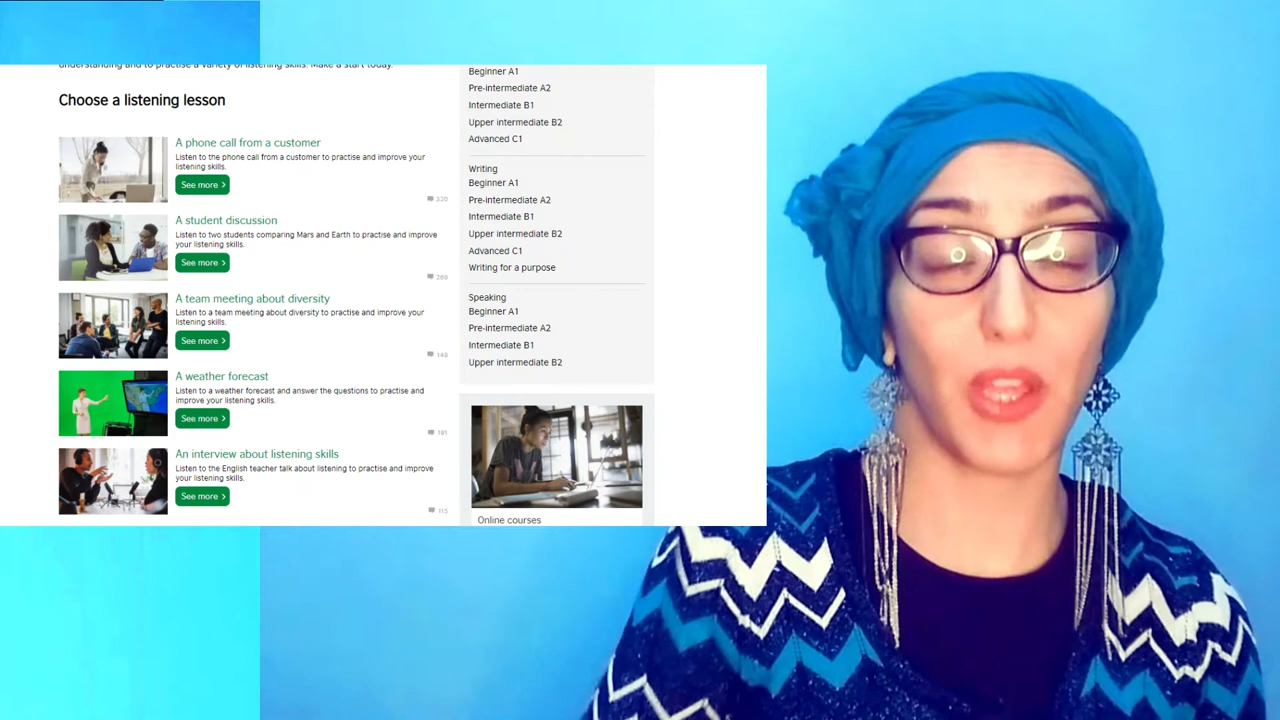 understanding and to practise a variety of listening skills. Make a start today.
Choose a listening lesson
A phone call from a customer
Listen to the phone call from a customer to practise and improve your
listening skills.
See more
220
A student discussion
Listen to two students comparing Mars and Earth to practise and improve
your listening skills.
See more
269
A team meeting about diversity
Listen to a team meeting about diversity to practise and improve your
listening skills.
See more
148
A weather forecast
Listen to a weather forecast and answer the questions to practise and
improve your listening skills.
See more
181
An interview about listening skills
Listen to the English teacher talk about listening to practise and improve
your listening skills.
See more
115
Beginner A1
Pre-intermediate A2
Intermediate B1
Upper intermediate B2
Advanced C1
Writing
Beginner A1
Pre-intermediate A2
Intermediate B1
Upper intermediate B2
Advanced C1
Writing for a purpose
Speaking
Beginner A1
Pre-intermediate A2
Intermediate B1
Upper intermediate B2
Online courses